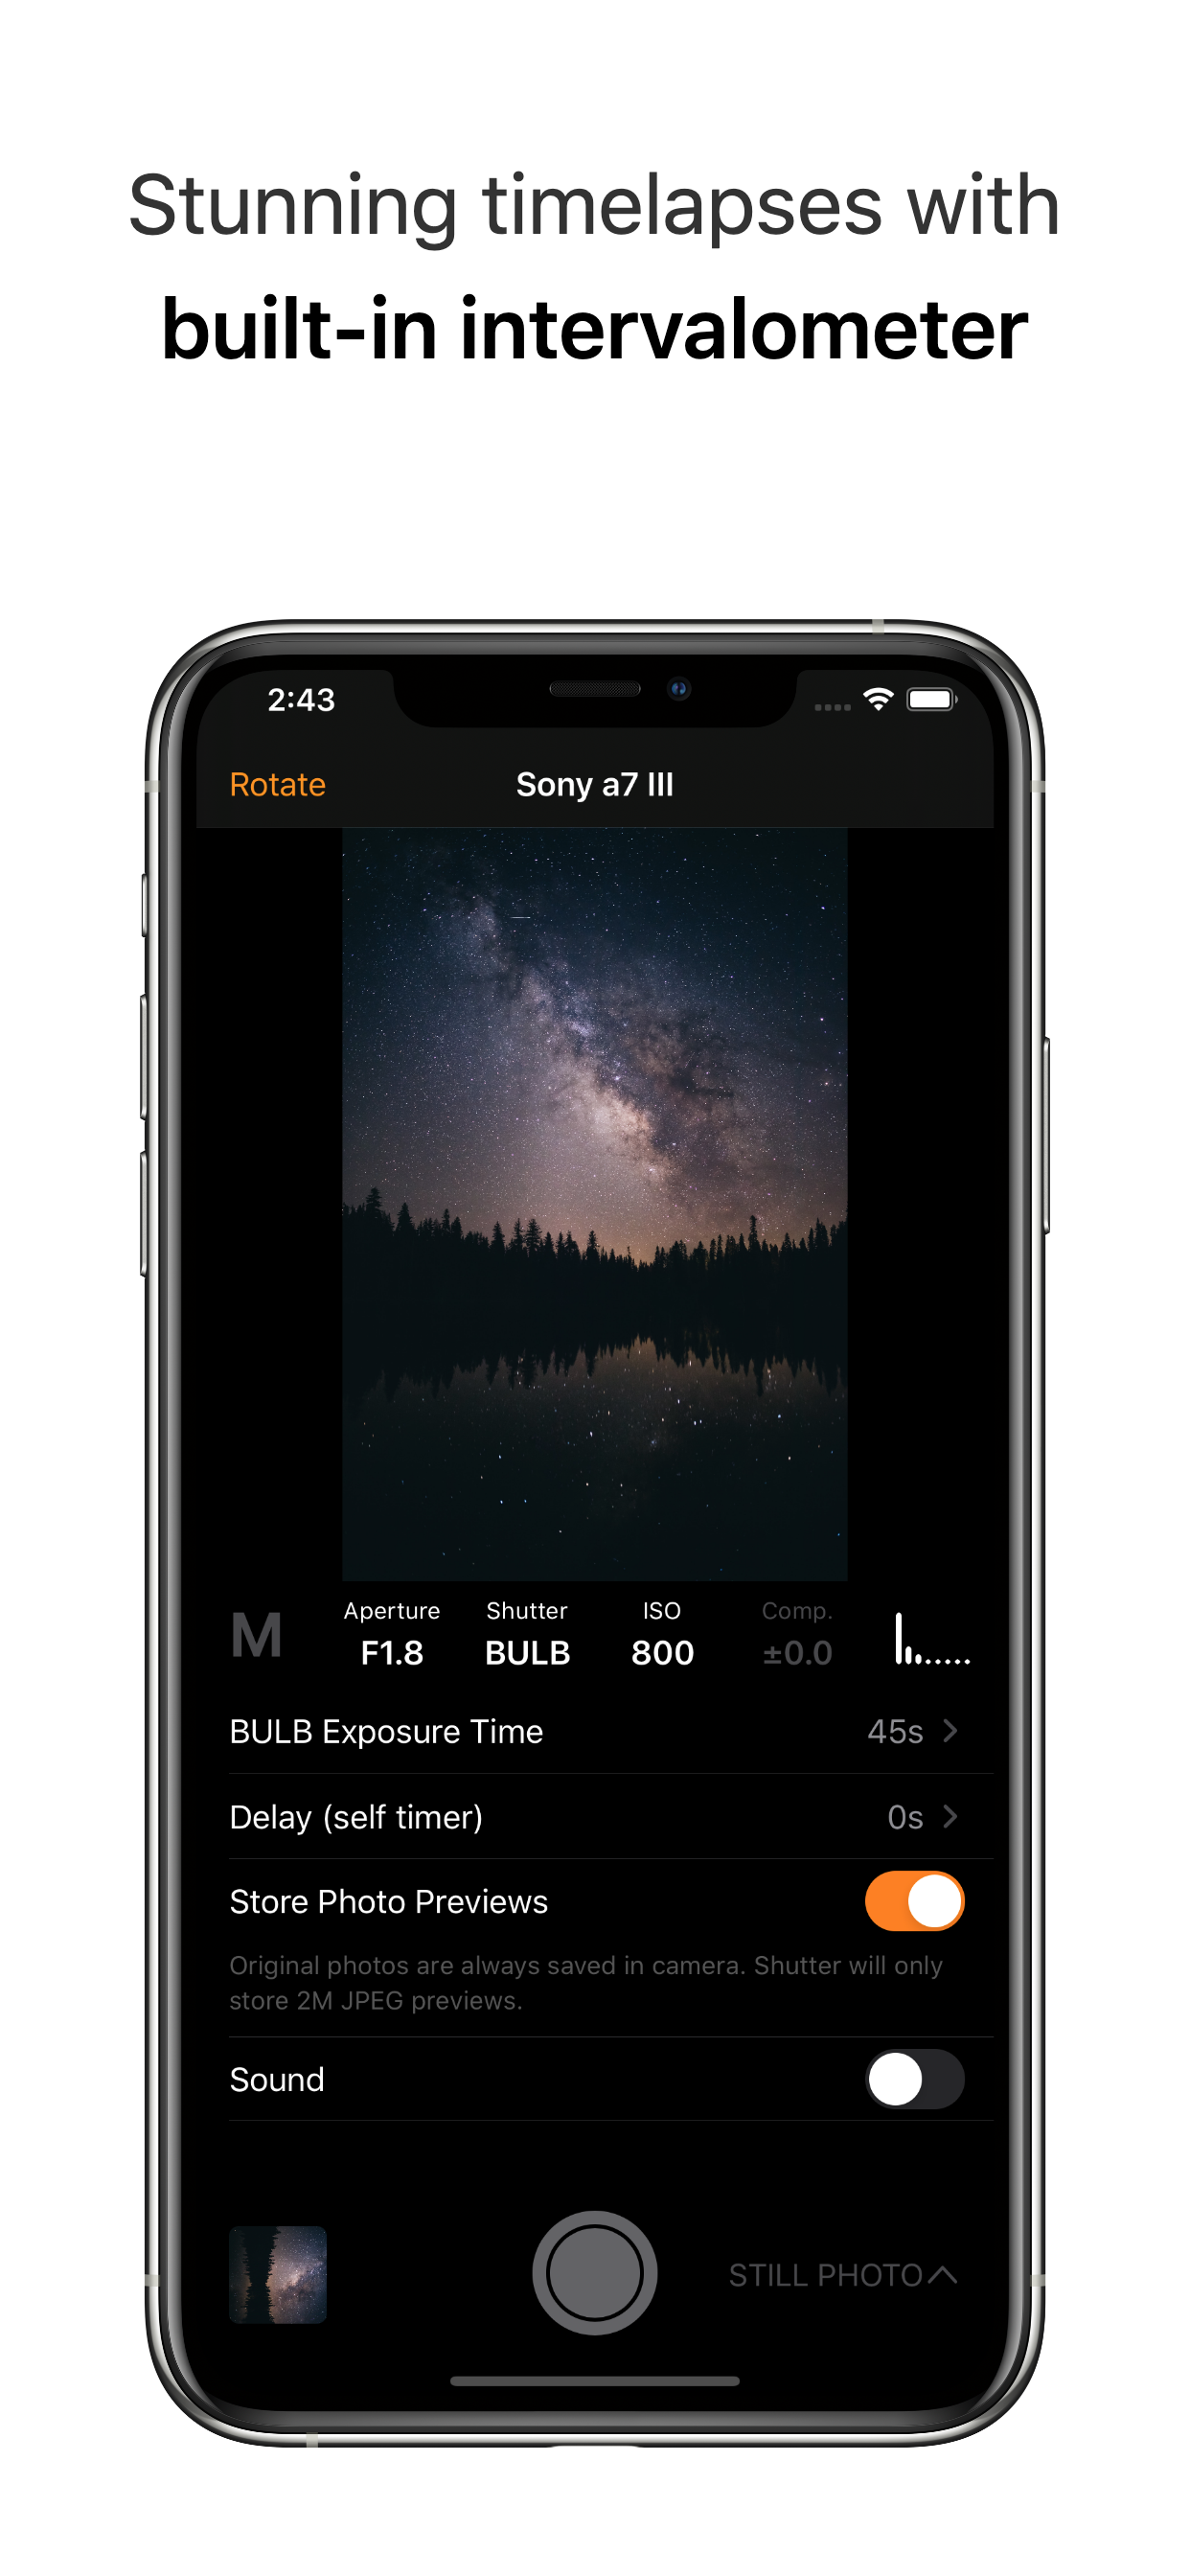 Stunning timelapses with
built-in intervalometer
2:43
Rotate
Sony a7 III
M
Aperture
F1.8
Shutter
BULB
ISO
800
Comp.
±0.0
BULB Exposure Time
45s
Delay (self timer)
0s
Store Photo Previews
Original photos are always saved in camera. Shutter will only
store 2M JPEG previews.
Sound
STILL PHOTO